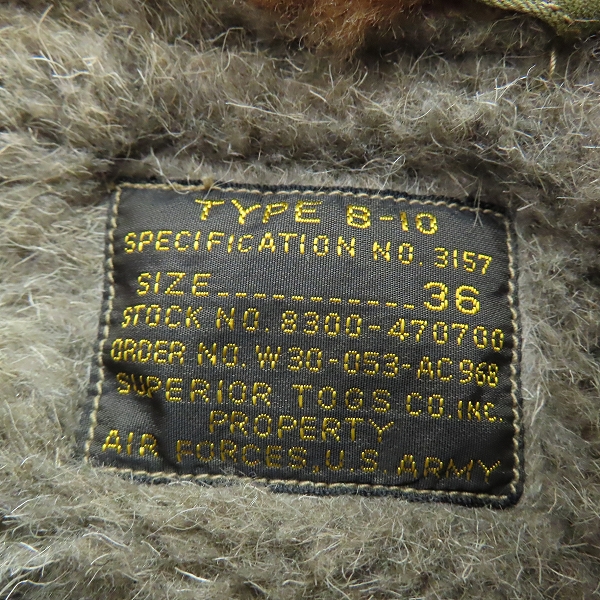 TYPE B-10
SPECIFICATION NO. 3157
SIZE____________36
STOCK NO. 8300-470700
ORDER NO. W30-053-AC968
SUPERIOR TOGS CO. INC.
PROPERTY
AIR FORCES, U.S. ARMY